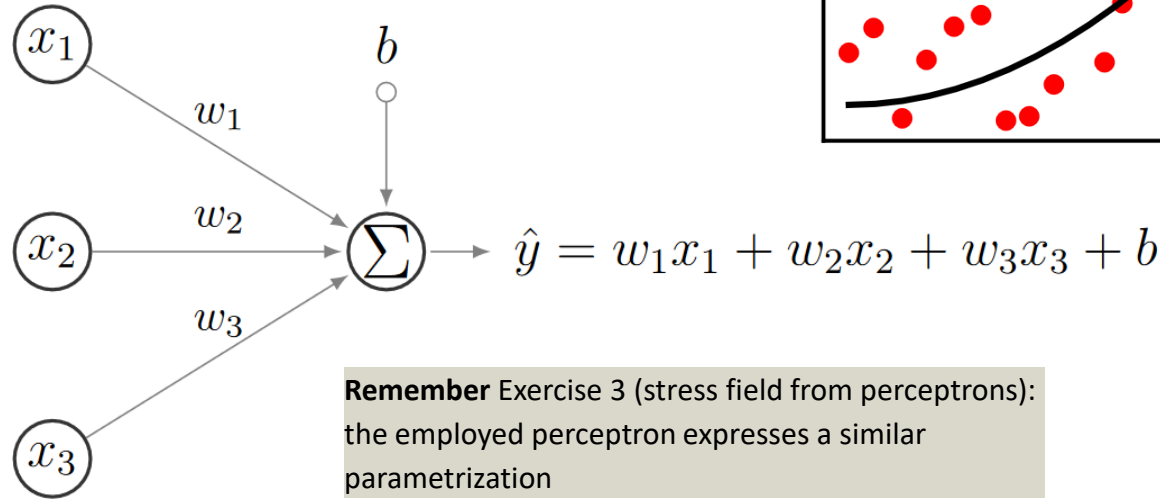 x₁
b
w₁
w₂
x₂
∑
ŷ = w₁x₁ + w₂x₂ + w₃x₃ + b
w₃
Remember Exercise 3 (stress field from perceptrons):
the employed perceptron expresses a similar
parametrization
x₃